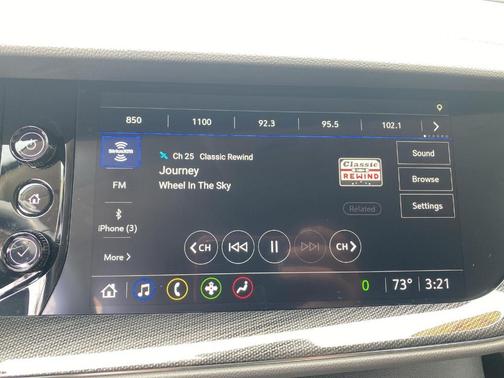 850 1100 92.3 95.5 102.1
SiriusXM
Ch 25 Classic Rewind
Journey
Wheel In The Sky
Classic
REWIND
Related
Sound
Browse
Settings
FM
iPhone (3)
More
CH
CH
0 73° 3:21